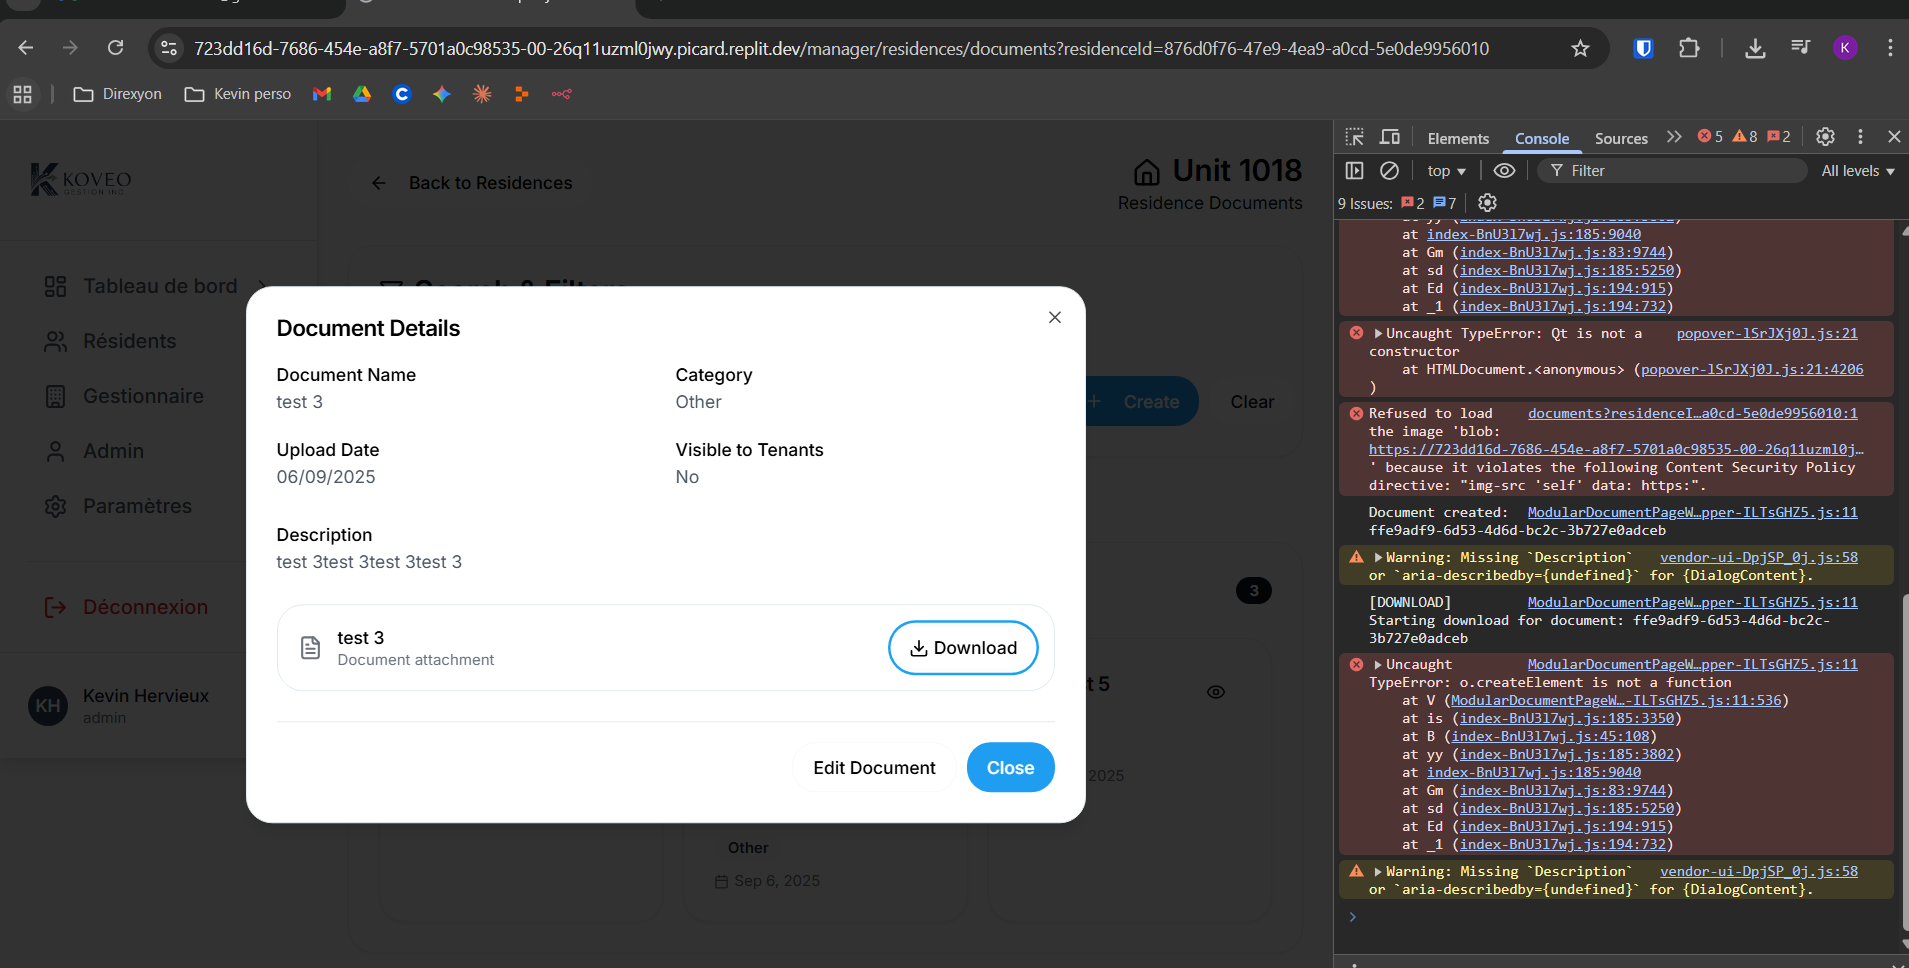 723dd16d-7686-454e-a8f7-5701a0c98535-00-26q11uzml0jwy.picard.replit.dev/manager/residences/documents?residenceId=876d0f76-47e9-4ea9-a0cd-5e0de9956010
K
Direxyon
Kevin perso
KOVEO
GESTION INC.
Back to Residences
Unit 1018
Residence Documents
Tableau de bord
Résidents
Gestionnaire
Admin
Paramètres
Déconnexion
KH
Kevin Hervieux
admin
Search & Filters
Create
Clear
3
t 5
2025
Other
Sep 6, 2025
Document Details
Document Name
test 3
Category
Other
Upload Date
06/09/2025
Visible to Tenants
No
Description
test 3test 3test 3test 3
test 3
Document attachment
Download
Edit Document
Close
Elements
Console
Sources
5
8
2
top
Filter
All levels
9 Issues:
2
7
at index-BnU3l7wj.js:185:9040
at Gm (index-BnU3l7wj.js:83:9744)
at sd (index-BnU3l7wj.js:185:5250)
at Ed (index-BnU3l7wj.js:194:915)
at _1 (index-BnU3l7wj.js:194:732)
Uncaught TypeError: Qt is not a popover-lSrJXj0J.js:21
constructor
at HTMLDocument.<anonymous> (popover-lSrJXj0J.js:21:4206
)
Refused to load documents?residenceI…a0cd-5e0de9956010:1
the image 'blob:
https://723dd16d-7686-454e-a8f7-5701a0c98535-00-26q11uzml0j…
' because it violates the following Content Security Policy
directive: "img-src 'self' data: https:".
Document created: ModularDocumentPageW…pper-ILTsGHZ5.js:11
ffe9adf9-6d53-4d6d-bc2c-3b727e0adceb
Warning: Missing `Description` vendor-ui-DpjSP_0j.js:58
or `aria-describedby={undefined}` for {DialogContent}.
[DOWNLOAD] ModularDocumentPageW…pper-ILTsGHZ5.js:11
Starting download for document: ffe9adf9-6d53-4d6d-bc2c-
3b727e0adceb
Uncaught ModularDocumentPageW…pper-ILTsGHZ5.js:11
TypeError: o.createElement is not a function
at V (ModularDocumentPageW…-ILTsGHZ5.js:11:536)
at is (index-BnU3l7wj.js:185:3350)
at B (index-BnU3l7wj.js:45:108)
at yy (index-BnU3l7wj.js:185:3802)
at index-BnU3l7wj.js:185:9040
at Gm (index-BnU3l7wj.js:83:9744)
at sd (index-BnU3l7wj.js:185:5250)
at Ed (index-BnU3l7wj.js:194:915)
at _1 (index-BnU3l7wj.js:194:732)
Warning: Missing `Description` vendor-ui-DpjSP_0j.js:58
or `aria-describedby={undefined}` for {DialogContent}.